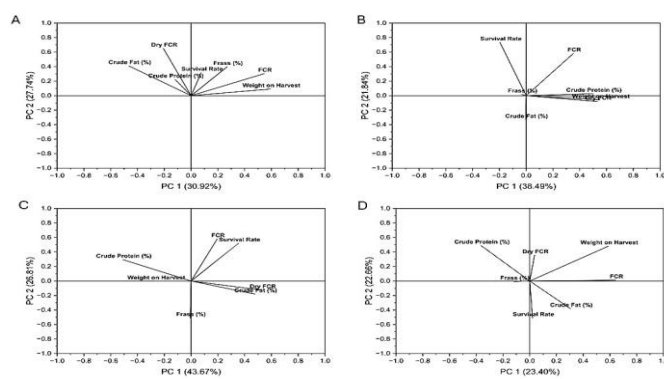 A
B
1.0
0.8
0.6
0.4
0.2
0.0
−0.2
−0.4
−0.6
−0.8
−1.0
Dry FCR
Crude Fat (%)
Survival Rate
Frass (%)
FCR
Crude Protein (%)
Weight on Harvest
PC 2 (27.74%)
−1.0 −0.8 −0.6 −0.4 −0.2 0.0 0.2 0.4 0.6 0.8 1.0
PC 1 (30.92%)
1.0
0.8
0.6
0.4
0.2
0.0
−0.2
−0.4
−0.6
−0.8
−1.0
Survival Rate
FCR
Frass (%)
Crude Protein (%)
Weight on Harvest
Dry FCR
Crude Fat (%)
PC 2 (21.84%)
−1.0 −0.8 −0.6 −0.4 −0.2 0.0 0.2 0.4 0.6 0.8 1.0
PC 1 (38.49%)
C
D
1.0
0.8
0.6
0.4
0.2
0.0
−0.2
−0.4
−0.6
−0.8
−1.0
FCR
Survival Rate
Crude Protein (%)
Weight on Harvest
Dry FCR
Crude Fat (%)
Frass (%)
PC 2 (26.81%)
−1.0 −0.8 −0.6 −0.4 −0.2 0.0 0.2 0.4 0.6 0.8 1.0
PC 1 (43.67%)
1.0
0.8
0.6
0.4
0.2
0.0
−0.2
−0.4
−0.6
−0.8
−1.0
Crude Protein (%)
Dry FCR
Weight on Harvest
Frass (%)
FCR
Crude Fat (%)
Survival Rate
PC 2 (22.66%)
−1.0 −0.8 −0.6 −0.4 −0.2 0.0 0.2 0.4 0.6 0.8 1.0
PC 1 (23.40%)